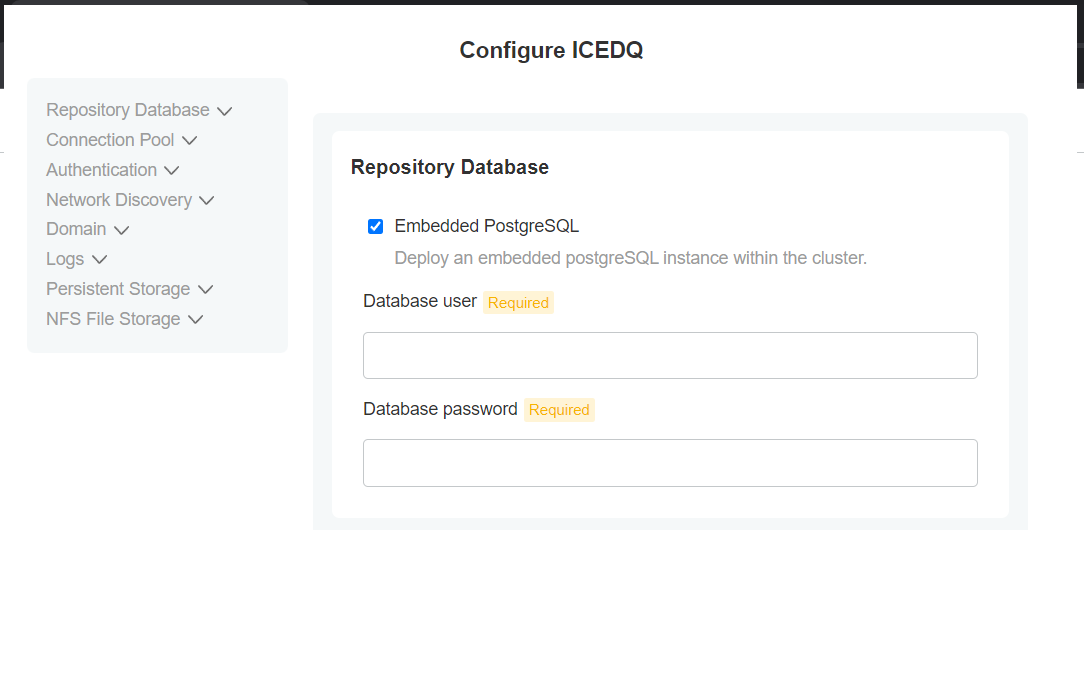 Configure ICEDQ
Repository Database
Connection Pool
Authentication
Network Discovery
Domain
Logs
Persistent Storage
NFS File Storage
Repository Database
Embedded PostgreSQL
Deploy an embedded postgreSQL instance within the cluster.
Database user Required
Database password Required